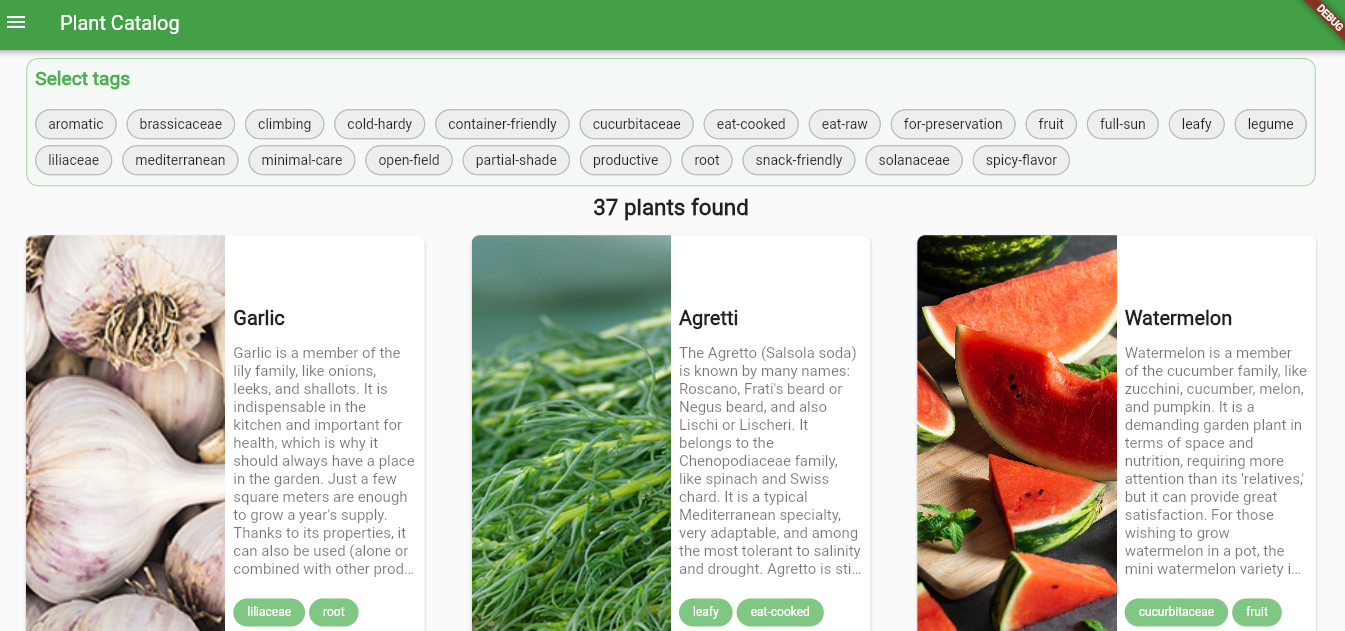 Plant Catalog
DEBUG
Select tags
aromatic brassicaceae climbing cold-hardy container-friendly cucurbitaceae eat-cooked eat-raw for-preservation fruit full-sun leafy legume
liliaceae mediterranean minimal-care open-field partial-shade productive root snack-friendly solanaceae spicy-flavor
37 plants found
Garlic
Garlic is a member of the
lily family, like onions,
leeks, and shallots. It is
indispensable in the
kitchen and important for
health, which is why it
should always have a place
in the garden. Just a few
square meters are enough
to grow a year's supply.
Thanks to its properties, it
can also be used (alone or
combined with other prod…
liliaceae root
Agretti
The Agretto (Salsola soda)
is known by many names:
Roscano, Frati's beard or
Negus beard, and also
Lischi or Lischeri. It
belongs to the
Chenopodiaceae family,
like spinach and Swiss
chard. It is a typical
Mediterranean specialty,
very adaptable, and among
the most tolerant to salinity
and drought. Agretto is sti…
leafy eat-cooked
Watermelon
Watermelon is a member
of the cucumber family, like
zucchini, cucumber, melon,
and pumpkin. It is a
demanding garden plant in
terms of space and
nutrition, requiring more
attention than its 'relatives,'
but it can provide great
satisfaction. For those
wishing to grow
watermelon in a pot, the
mini watermelon variety i…
cucurbitaceae fruit